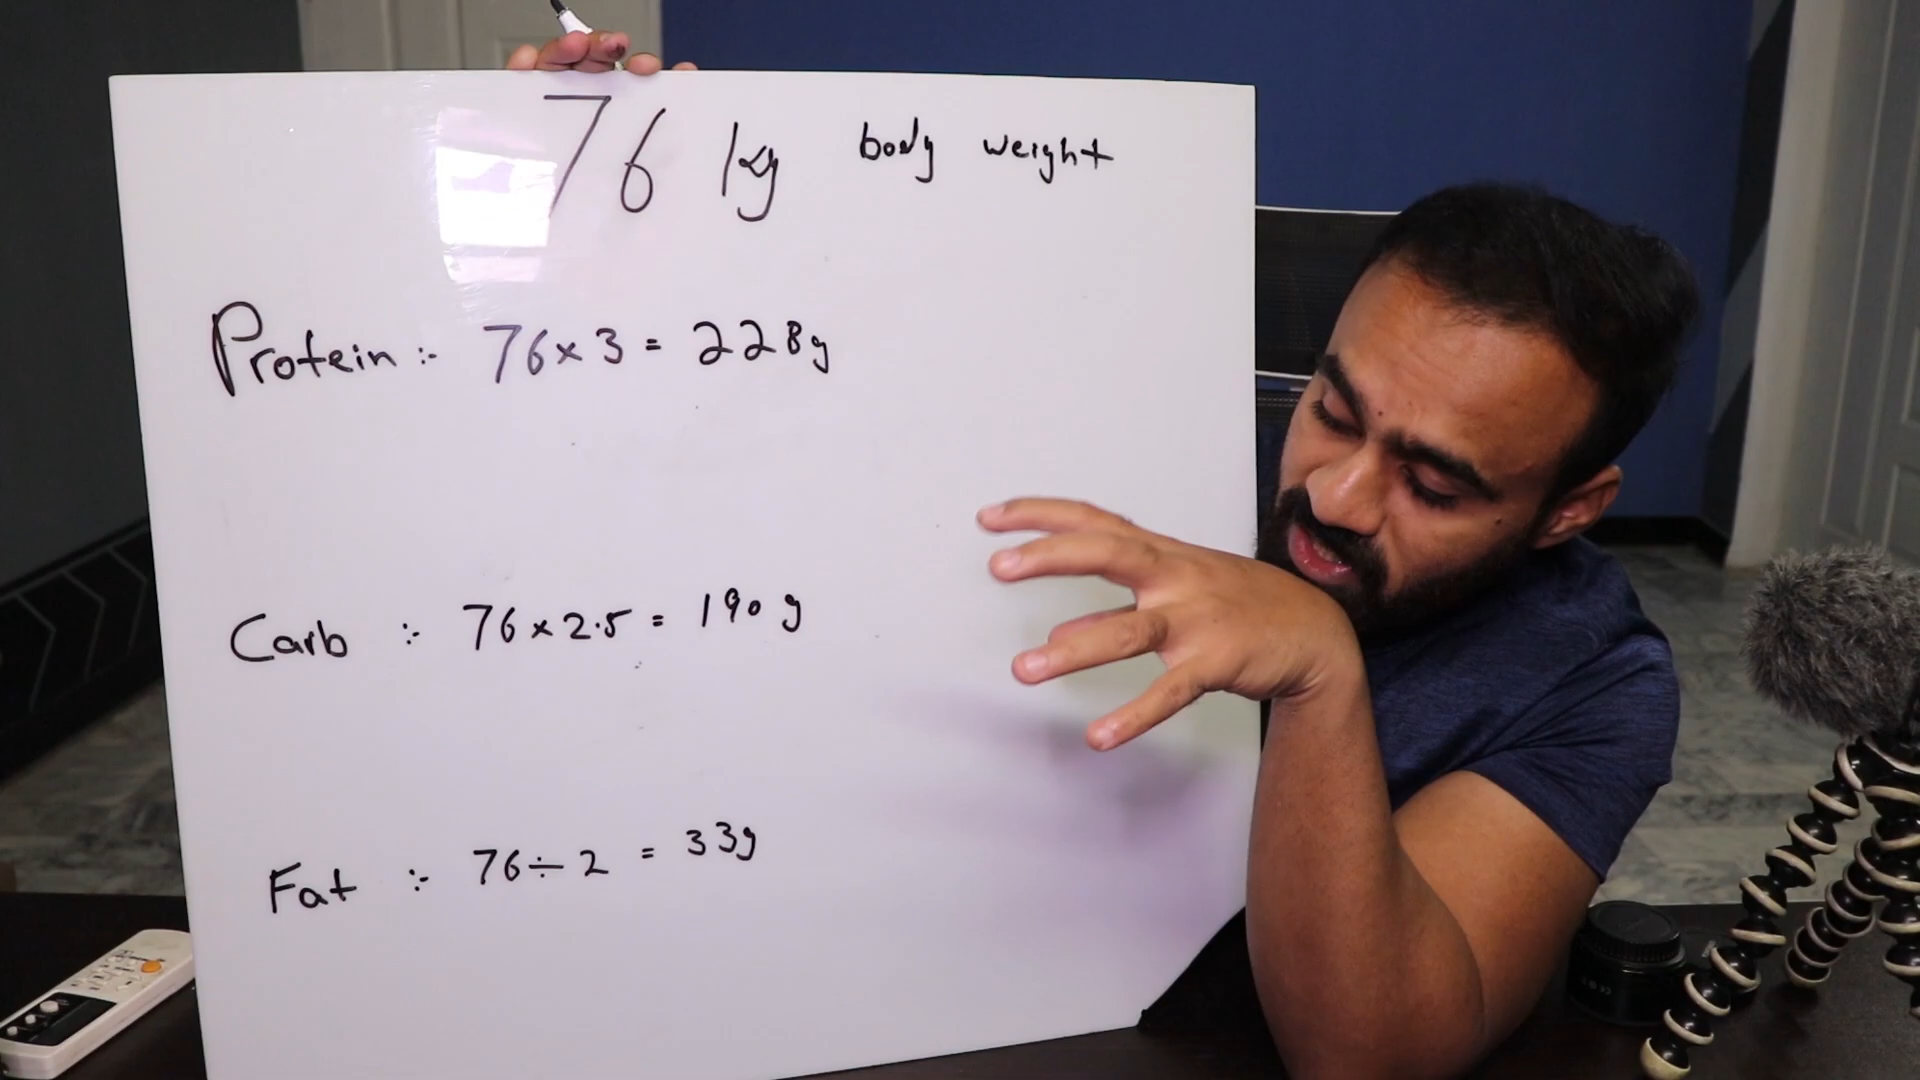 76 kg body weight
Protein :- 76 x 3 = 228g
Carb :- 76 x 2.5 = 190 g
Fat :- 76 ÷ 2 = 33g